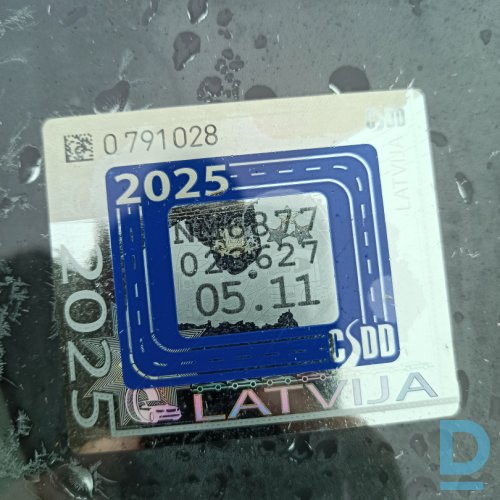 0791028
CSDD
LATVIJA
2025
NM6877
05.11
CSDD
2025
LATVIJA
D